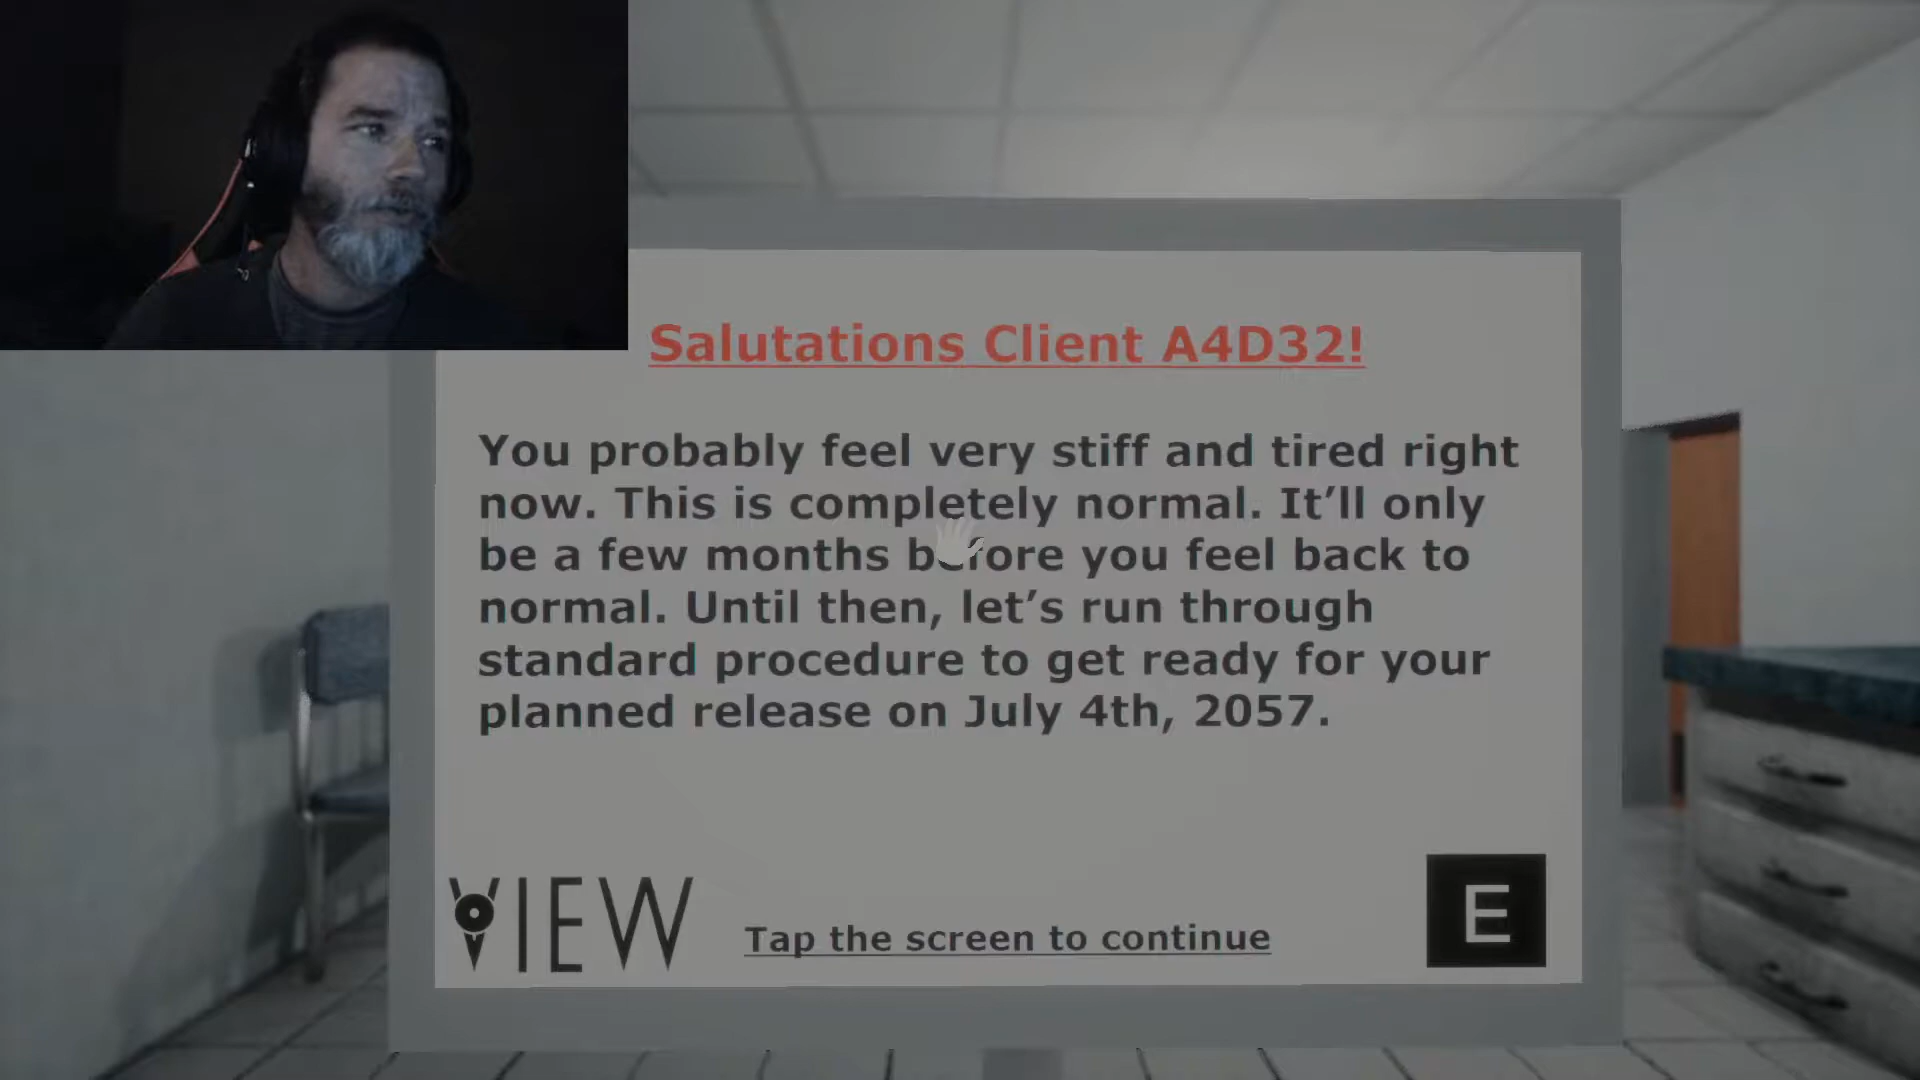 Salutations Client A4D32!
You probably feel very stiff and tired right
now. This is completely normal. It’ll only
be a few months before you feel back to
normal. Until then, let’s run through
standard procedure to get ready for your
planned release on July 4th, 2057.
VIEW
Tap the screen to continue
E